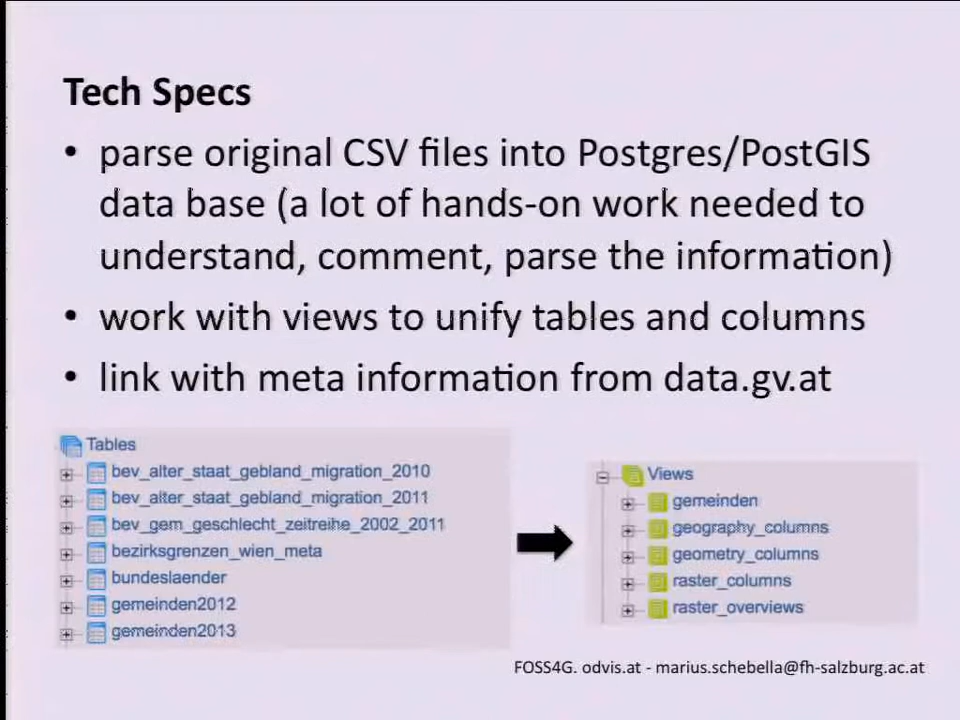 Tech Specs
• parse original CSV files into Postgres/PostGIS
data base (a lot of hands-on work needed to
understand, comment, parse the information)
• work with views to unify tables and columns
• link with meta information from data.gv.at
Tables
bev_alter_staat_gebland_migration_2010
bev_alter_staat_gebland_migration_2011
bev_gem_geschlecht_zeitreihe_2002_2011
bezirksgrenzen_wien_meta
bundeslaender
gemeinden2012
gemeinden2013
Views
gemeinden
geography_columns
geometry_columns
raster_columns
raster_overviews
FOSS4G. odvis.at - marius.schebella@fh-salzburg.ac.at